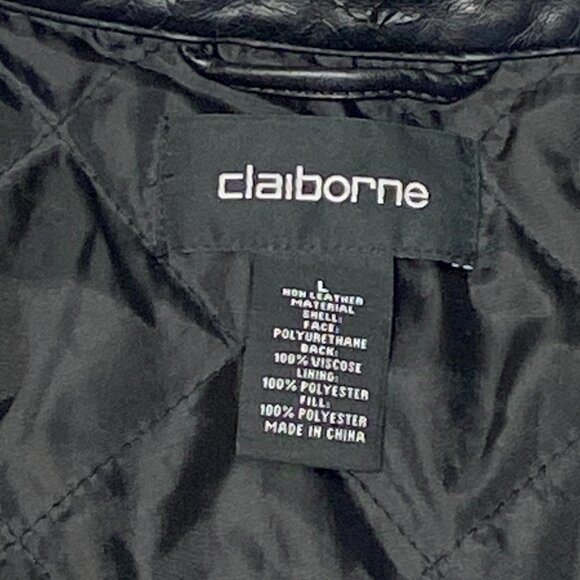 claiborne
L
NON LEATHER
MATERIAL
SHELL:
FACE:
POLYURETHANE
BACK:
100% VISCOSE
LINING:
100% POLYESTER
FILL:
100% POLYESTER
MADE IN CHINA